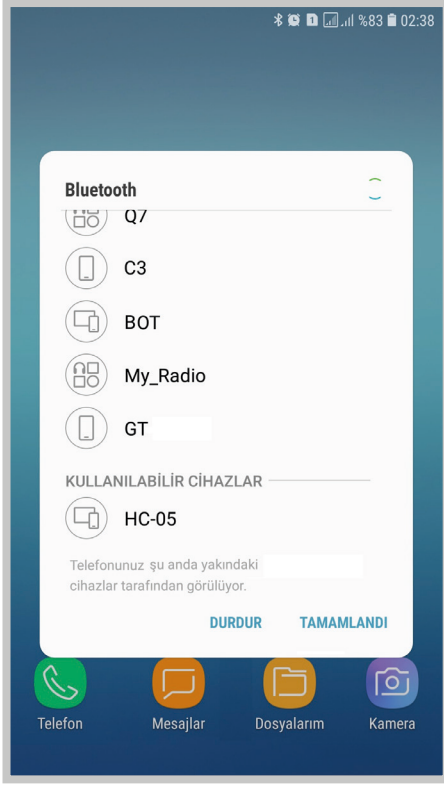 1 %83 02:38
Bluetooth
Q7
C3
BOT
My_Radio
GT
KULLANILABİLİR CİHAZLAR
HC-05
Telefonunuz şu anda yakındaki
cihazlar tarafından görülüyor.
DURDUR TAMAMLANDI
Telefon Mesajlar Dosyalarım Kamera